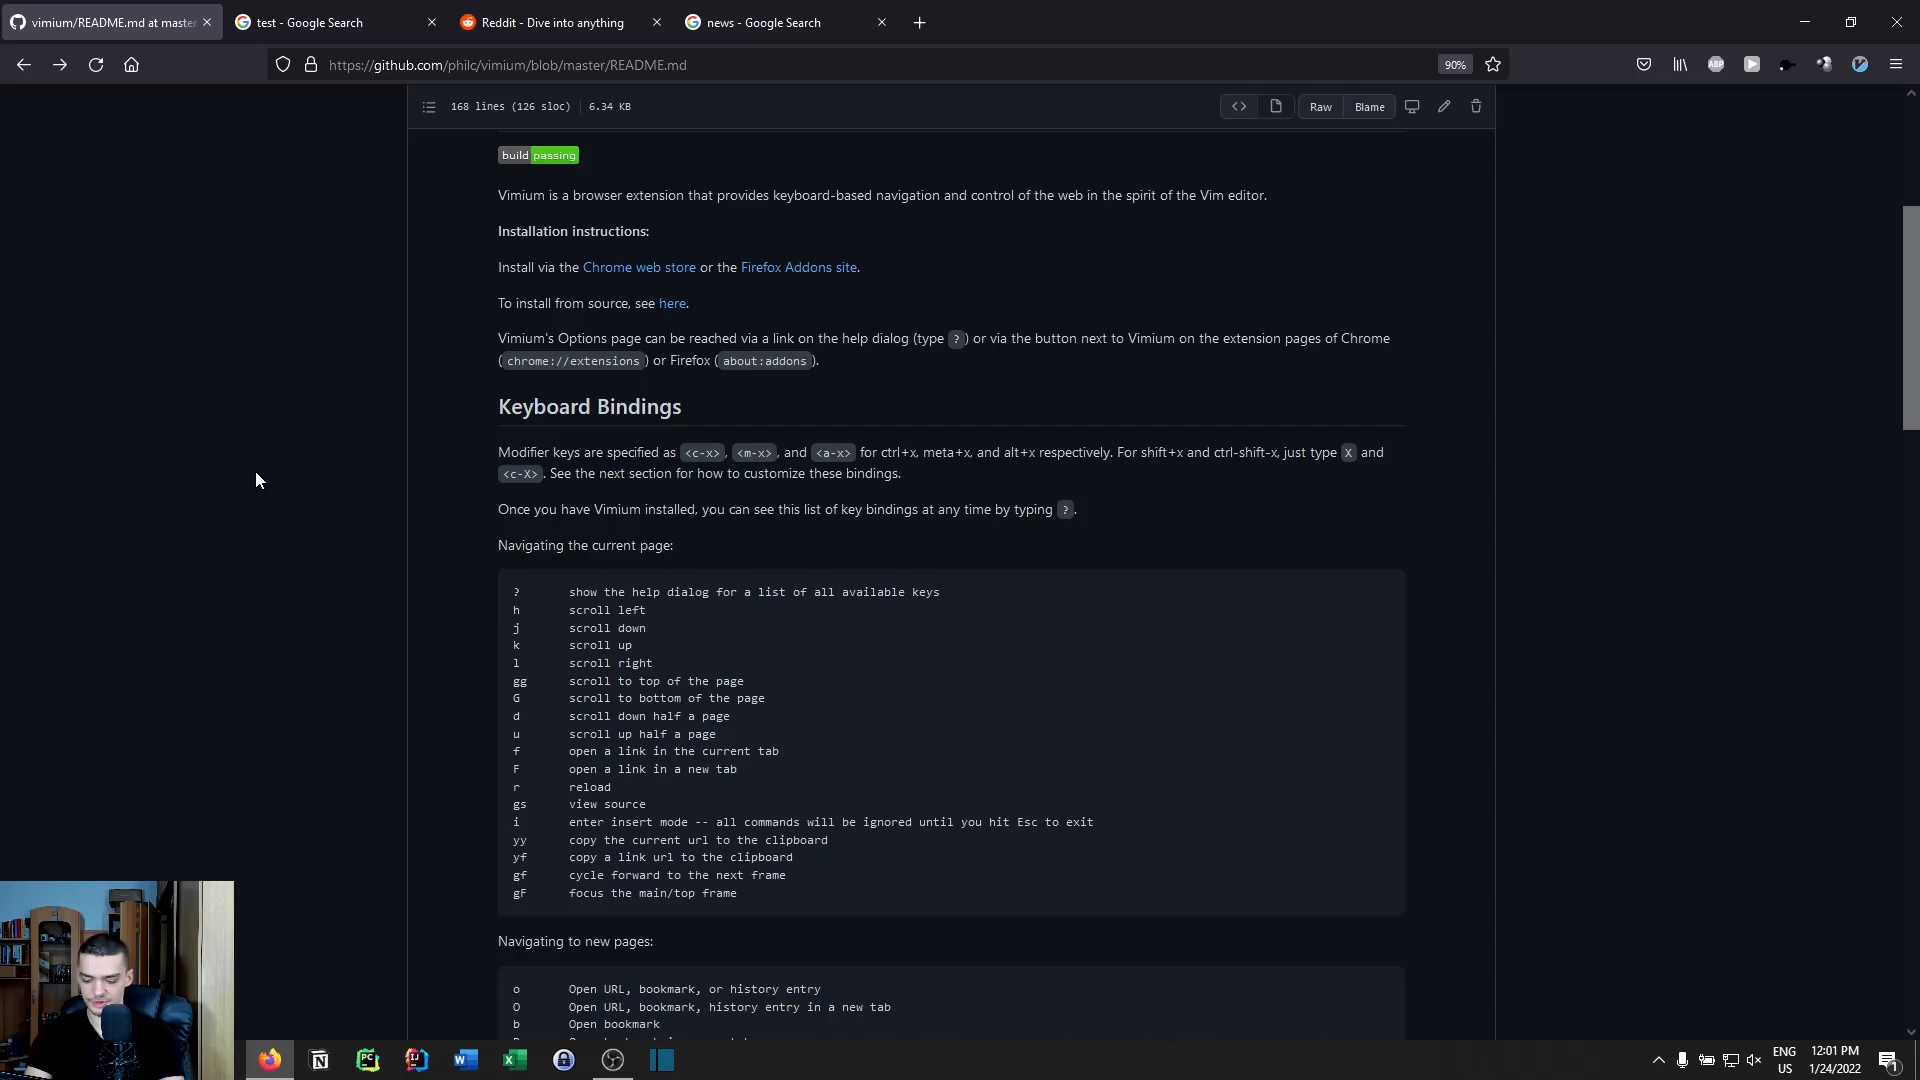 vimium/README.md at master
test - Google Search
Reddit - Dive into anything
news - Google Search
https://github.com/philc/vimium/blob/master/README.md
90%
ABP
168 lines (126 sloc) 6.34 KB
Raw Blame
build passing
Vimium is a browser extension that provides keyboard-based navigation and control of the web in the spirit of the Vim editor.
Installation instructions:
Install via the Chrome web store or the Firefox Addons site.
To install from source, see here.
Vimium's Options page can be reached via a link on the help dialog (type ? ) or via the button next to Vimium on the extension pages of Chrome
( chrome://extensions ) or Firefox ( about:addons ).
Keyboard Bindings
Modifier keys are specified as <c-x> , <m-x> , and <a-x> for ctrl+x, meta+x, and alt+x respectively. For shift+x and ctrl-shift-x, just type X and
<c-X> . See the next section for how to customize these bindings.
Once you have Vimium installed, you can see this list of key bindings at any time by typing ? .
Navigating the current page:
? show the help dialog for a list of all available keys
h scroll left
j scroll down
k scroll up
l scroll right
gg scroll to top of the page
G scroll to bottom of the page
d scroll down half a page
u scroll up half a page
f open a link in the current tab
F open a link in a new tab
r reload
gs view source
i enter insert mode -- all commands will be ignored until you hit Esc to exit
yy copy the current url to the clipboard
yf copy a link url to the clipboard
gf cycle forward to the next frame
gF focus the main/top frame
Navigating to new pages:
o Open URL, bookmark, or history entry
O Open URL, bookmark, history entry in a new tab
b Open bookmark
PC
IJ
ENG
US
12:01 PM
1/24/2022
1